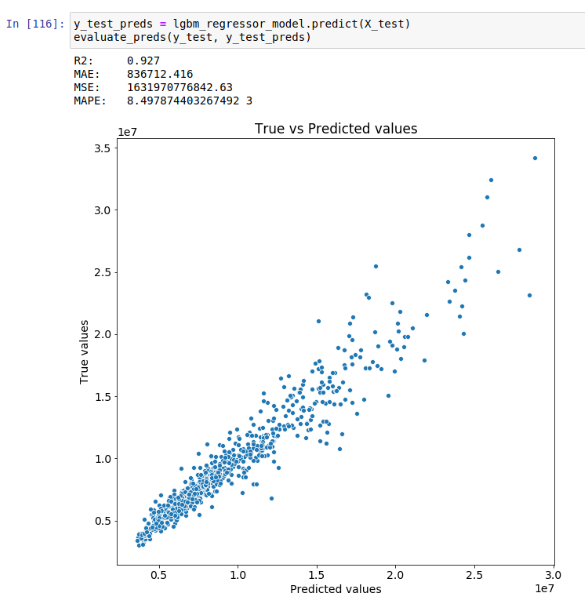 In [116]: y_test_preds = lgbm_regressor_model.predict(X_test)
evaluate_preds(y_test, y_test_preds)
R2: 0.927
MAE: 836712.416
MSE: 1631970776842.63
MAPE: 8.497874403267492 3
True vs Predicted values
1e7
3.5
3.0
2.5
2.0
1.5
1.0
0.5
True values
0.5 1.0 1.5 2.0 2.5 3.0
Predicted values
1e7